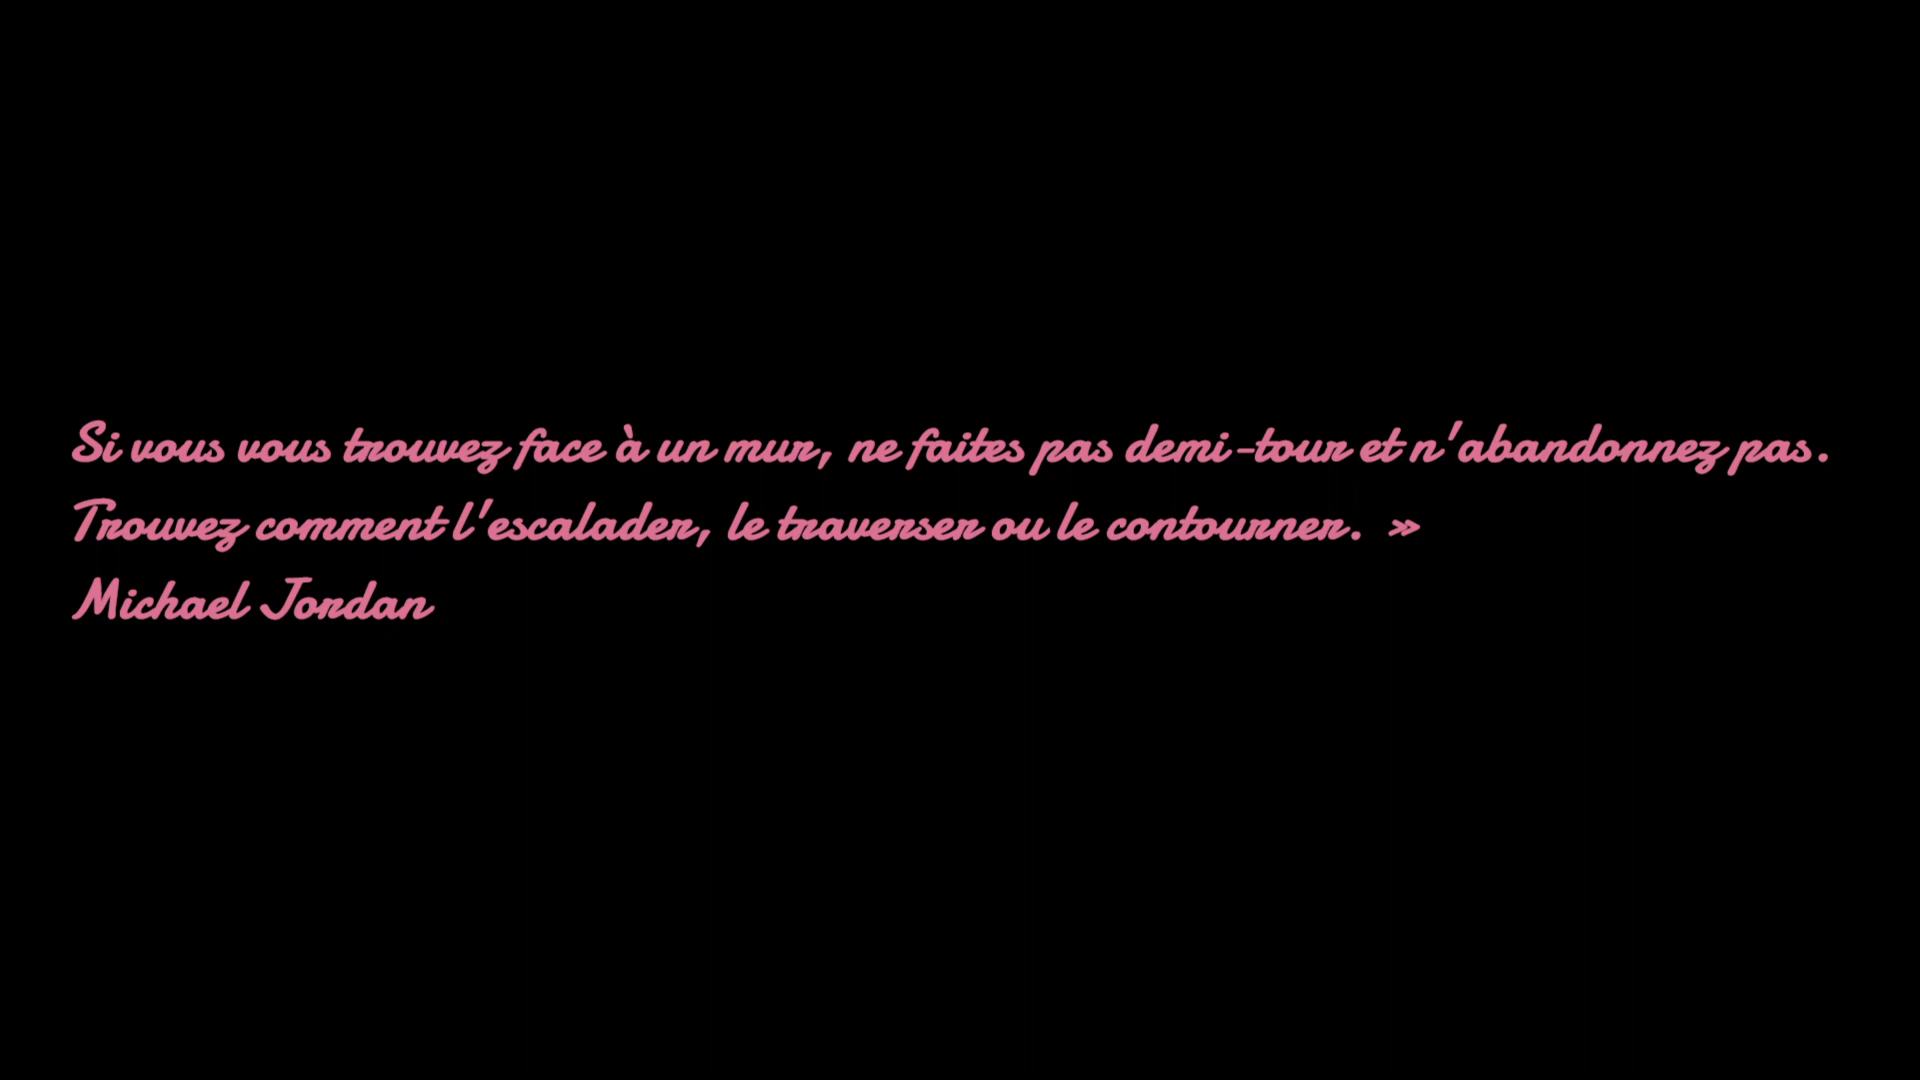 Si vous vous trouvez face à un mur, ne faites pas demi-tour et n'abandonnez pas.
Trouvez comment l'escalader, le traverser ou le contourner. »
Michael Jordan